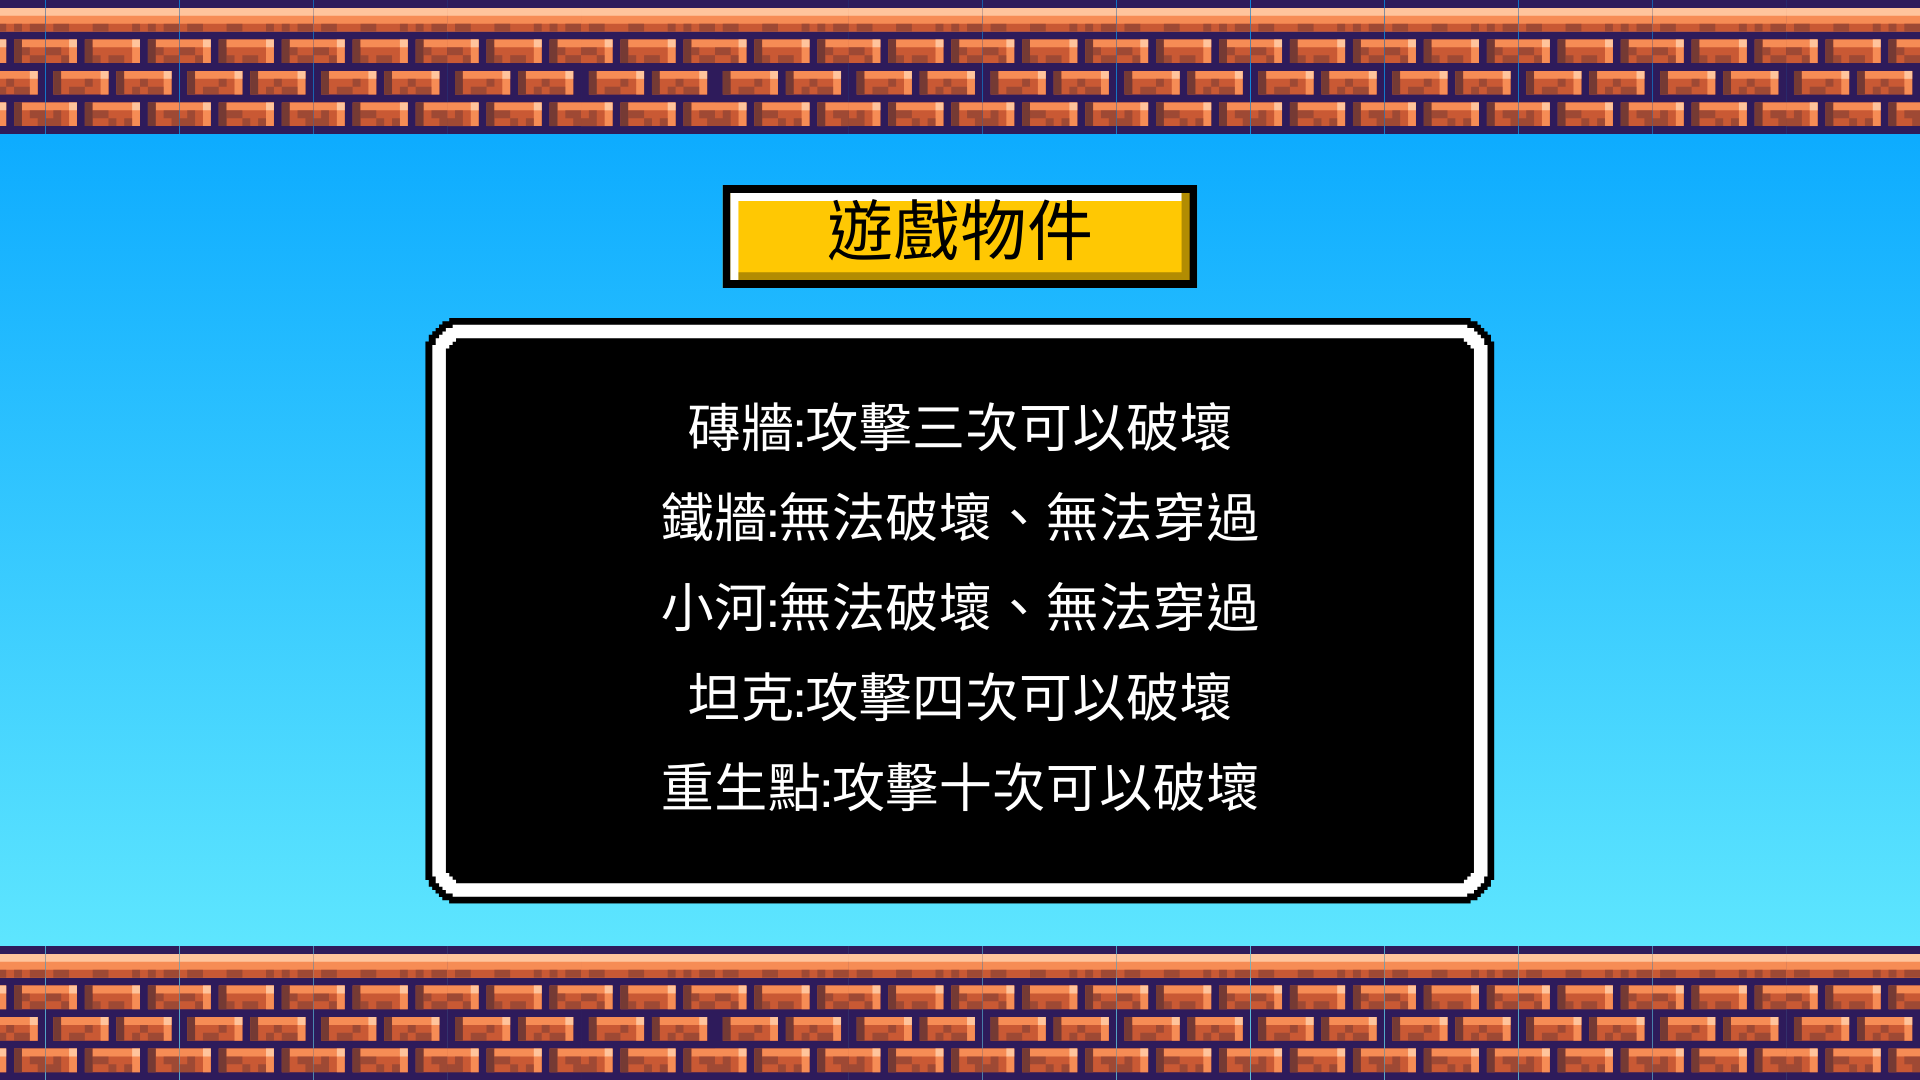 遊戲物件
磚牆:攻擊三次可以破壞
鐵牆:無法破壞、無法穿過
小河:無法破壞、無法穿過
坦克:攻擊四次可以破壞
重生點:攻擊十次可以破壞